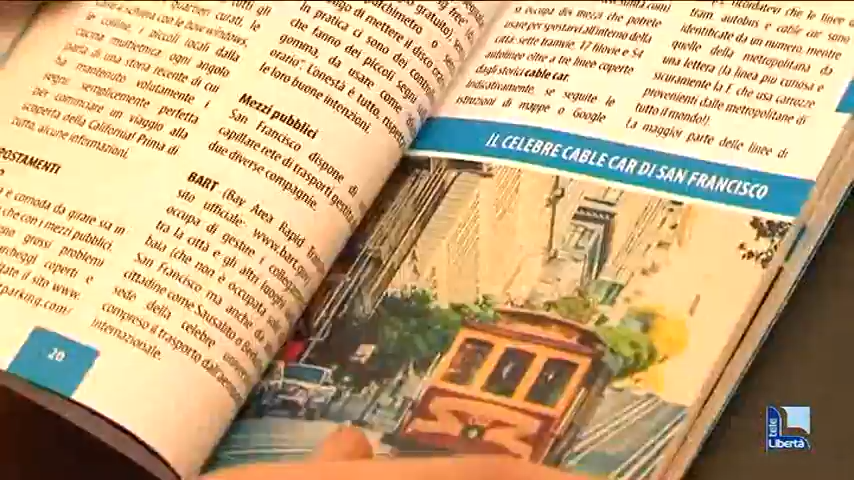 Quartieri curati, le
le colline, i piccoli locali dalla
cucina multietnica ogni angolo
parla di una storia recente di cui
ha mantenuto volutamente i
segni, semplicemente perfetta
per cominciare un viaggio alla
scoperta della California! Prima di
tutto, alcune informazioni.
POSTAMENTI
è comoda da girare sia in
che con i mezzi pubblici
sono grossi problemi
parcheggi coperti e
tparking.com/
20
In pratica ci sono dei
che fanno dei piccoli segni
gomma, da usare come
orario". L'onestà è tutto,
le loro buone intenzioni.
Mezzi pubblici
San Francisco dispone di
capillare rete di trasporti gestita
due diverse compagnie.
BART (Bay Area Rapid
sito ufficiale: www.bart.gov
occupa di gestire i collegamenti
tra la città e gli altri luoghi
baia (che non è occupata solo
San Francisco ma anche da
cittadine come Sausalito e
sede della celebre
compreso il trasporto dall'aeroporto
internazionale.
si occupa dei mezzi che potete
usare per spostarvi all'interno della
città: sette tramvie, 17 filovie e 54
autolinee oltre a tre linee coperte
dagli storici cable car.
Indicativamente, se seguite le
istruzioni di mappe o Google
tram, autobus e cable car sono
identificate da un numero, mentre
quelle della metropolitana da
una lettera (la linea più curiosa è
sicuramente la F, che usa carrozze
provenienti dalle metropolitane di
tutto il mondo!).
La maggior parte delle linee di
IL CELEBRE CABLE CAR DI SAN FRANCISCO
tele
Libertà